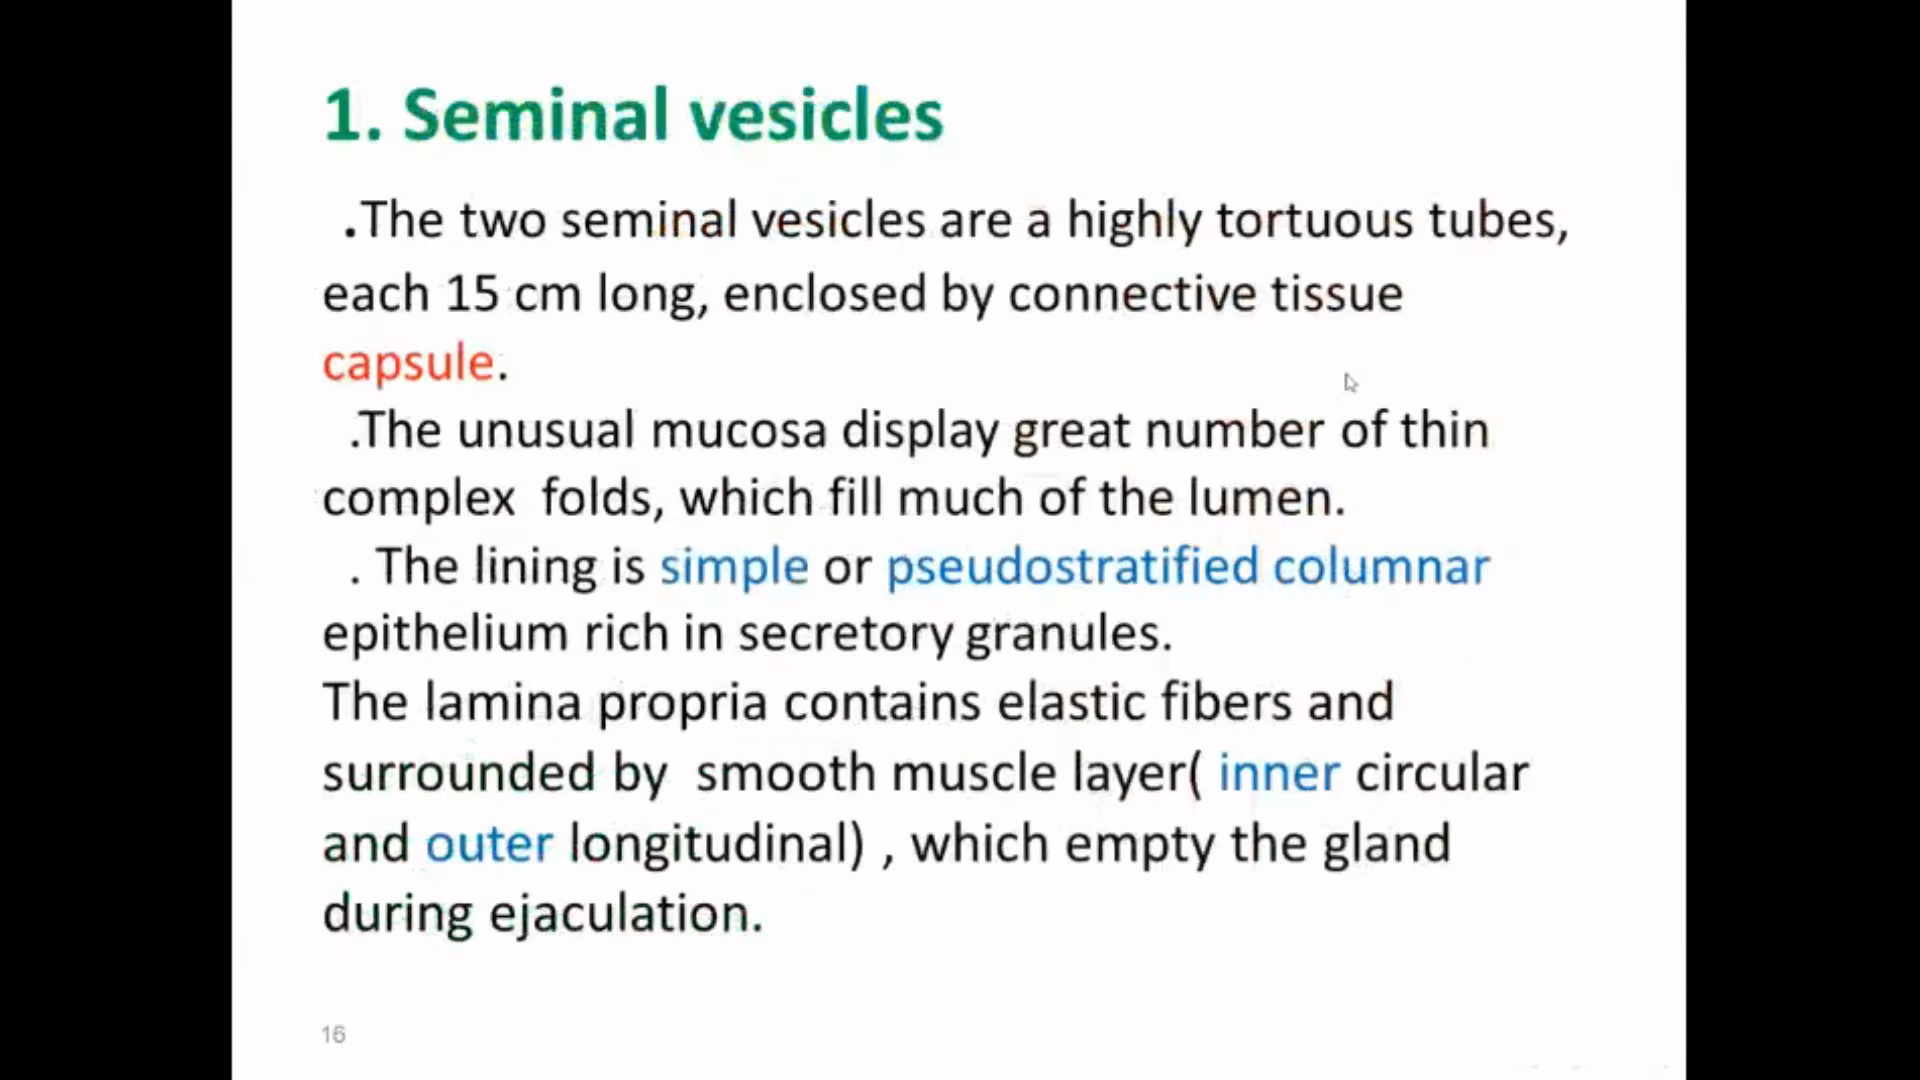 1. Seminal vesicles
.The two seminal vesicles are a highly tortuous tubes,
each 15 cm long, enclosed by connective tissue
capsule.
.The unusual mucosa display great number of thin
complex  folds, which fill much of the lumen.
. The lining is simple or pseudostratified columnar
epithelium rich in secretory granules.
The lamina propria contains elastic fibers and
surrounded by  smooth muscle layer( inner circular
and outer longitudinal) , which empty the gland
during ejaculation.
16